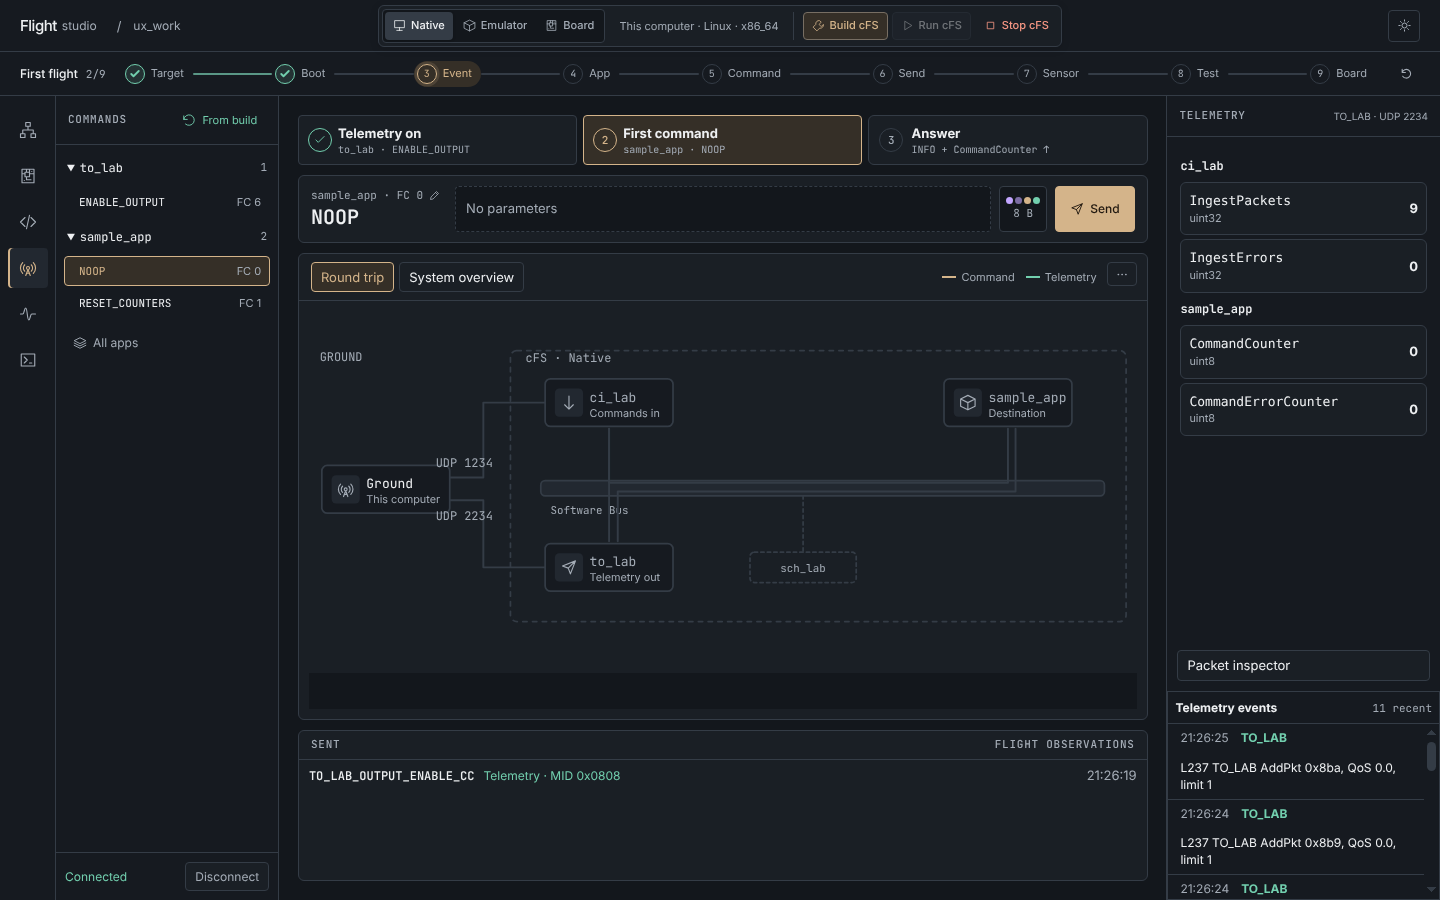 Flight studio / ux_work
Native Emulator Board This computer · Linux · x86_64 Build cFS Run cFS Stop cFS
First flight 2/9 Target Boot 3 Event 4 App 5 Command 6 Send 7 Sensor 8 Test 9 Board
COMMANDS From build
to_lab 1
ENABLE_OUTPUT FC 6
sample_app 2
NOOP FC 0
RESET_COUNTERS FC 1
All apps
Connected Disconnect
Telemetry on
to_lab · ENABLE_OUTPUT
2 First command
sample_app · NOOP
3 Answer
INFO + CommandCounter ↑
sample_app · FC 0
NOOP
No parameters
8 B
Send
Round trip System overview Command Telemetry ...
GROUND cFS · Native
ci_lab
Commands in
sample_app
Destination
UDP 1234
Ground
This computer
UDP 2234
Software Bus
to_lab
Telemetry out
sch_lab
SENT FLIGHT OBSERVATIONS
TO_LAB_OUTPUT_ENABLE_CC Telemetry · MID 0x0808 21:26:19
TELEMETRY TO_LAB · UDP 2234
ci_lab
IngestPackets 9
uint32
IngestErrors 0
uint32
sample_app
CommandCounter 0
uint8
CommandErrorCounter 0
uint8
Packet inspector
Telemetry events 11 recent
21:26:25 TO_LAB
L237 TO_LAB AddPkt 0x8ba, QoS 0.0,
limit 1
21:26:24 TO_LAB
L237 TO_LAB AddPkt 0x8b9, QoS 0.0,
limit 1
21:26:24 TO_LAB